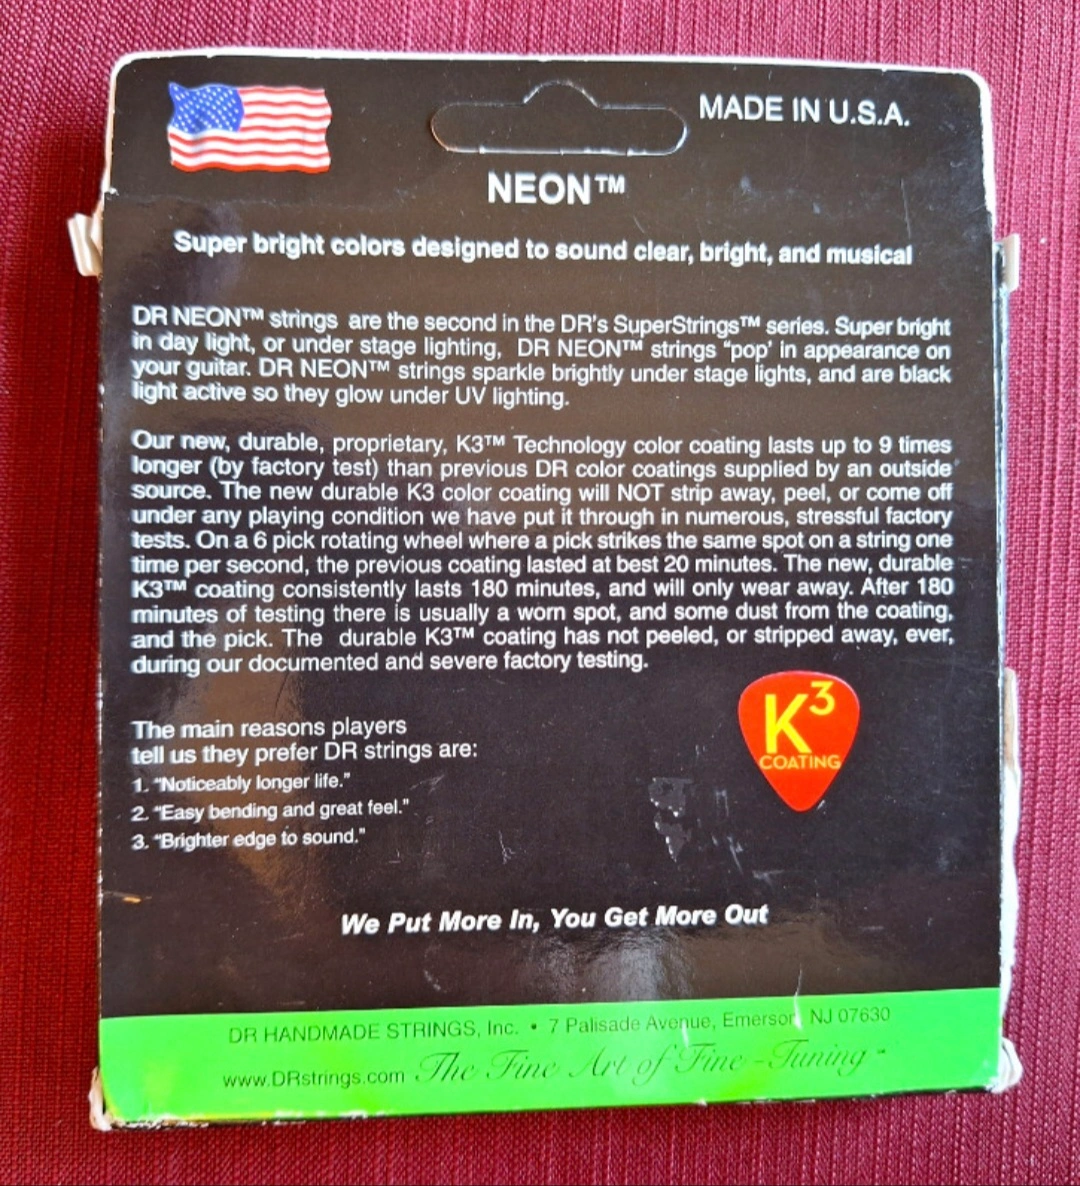 MADE IN U.S.A.
NEON™
Super bright colors designed to sound clear, bright, and musical
DR NEON™ strings are the second in the DR's SuperStrings™ series. Super bright
in day light, or under stage lighting, DR NEON™ strings “pop’ in appearance on
your guitar. DR NEON™ strings sparkle brightly under stage lights, and are black
light active so they glow under UV lighting.
Our new, durable, proprietary, K3™ Technology color coating lasts up to 9 times
longer (by factory test) than previous DR color coatings supplied by an outside
source. The new durable K3 color coating will NOT strip away, peel, or come off
under any playing condition we have put it through in numerous, stressful factory
tests. On a 6 pick rotating wheel where a pick strikes the same spot on a string one
time per second, the previous coating lasted at best 20 minutes. The new, durable
K3™ coating consistently lasts 180 minutes, and will only wear away. After 180
minutes of testing there is usually a worn spot, and some dust from the coating,
and the pick. The durable K3™ coating has not peeled, or stripped away, ever,
during our documented and severe factory testing.
K3
COATING
The main reasons players
tell us they prefer DR strings are:
1. "Noticeably longer life."
2. "Easy bending and great feel."
3. "Brighter edge to sound."
We Put More In, You Get More Out
DR HANDMADE STRINGS, Inc. • 7 Palisade Avenue, Emerson NJ 07630
www.DRstrings.com The Fine Art of Fine-Tuning